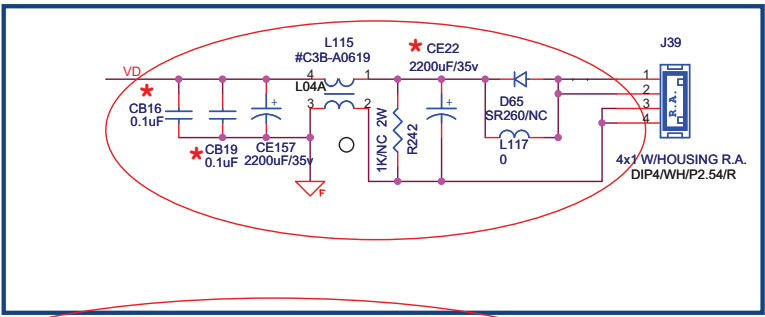 L115
#C3B-A0619
L04A
4
1
3
2
VD
CB16
0.1uF
CB19
0.1uF
CE157
2200uF/35v
+
F
CE22
2200uF/35v
+
1K/NC 2W
R242
D65
SR260/NC
L117
0
J39
1
2
3
4
R.A.
4x1 W/HOUSING R.A.
DIP4/WH/P2.54/R